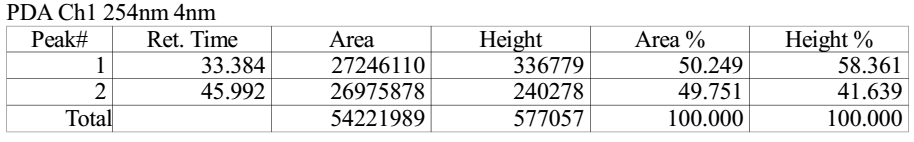 PDA Ch1 254nm 4nm
Peak# Ret. Time Area Height Area % Height %
1 33.384 27246110 336779 50.249 58.361
2 45.992 26975878 240278 49.751 41.639
Total 54221989 577057 100.000 100.000